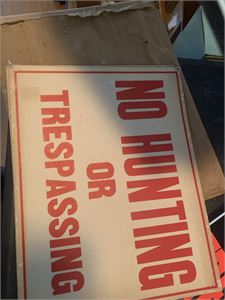 NO HUNTING
OR
TRESPASSING